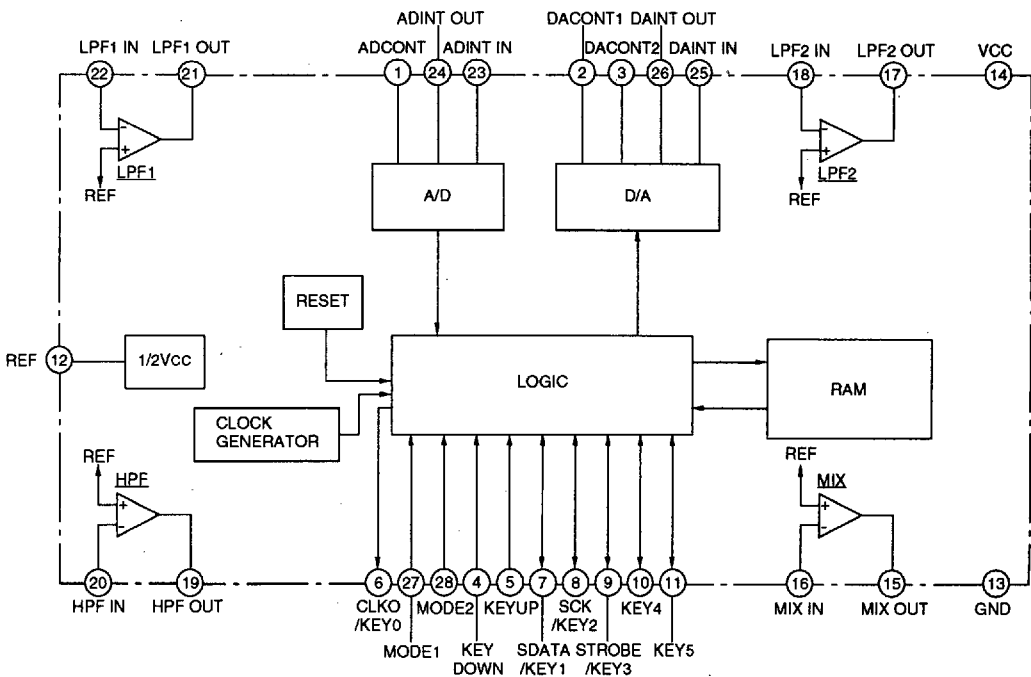 ADINT OUT
DACONT1 DAINT OUT
LPF1 IN LPF1 OUT
ADCONT ADINT IN
DACONT2 DAINT IN
LPF2 IN LPF2 OUT
VCC
22 21 1 24 23 2 3 26 25 18 17 14
-
+
LPF1
REF
A/D
D/A
-
+
LPF2
REF
RESET
REF 12
1/2VCC
LOGIC
RAM
CLOCK
GENERATOR
REF
HPF
+
-
REF
MIX
+
-
20 19 6 27 28 4 5 7 8 9 10 11 16 15 13
HPF IN HPF OUT
CLKO
/KEY0
MODE2 KEYUP
SCK
/KEY2
KEY4
MIX IN MIX OUT
GND
MODE1
KEY
DOWN
SDATA
/KEY1
STROBE
/KEY3
KEY5